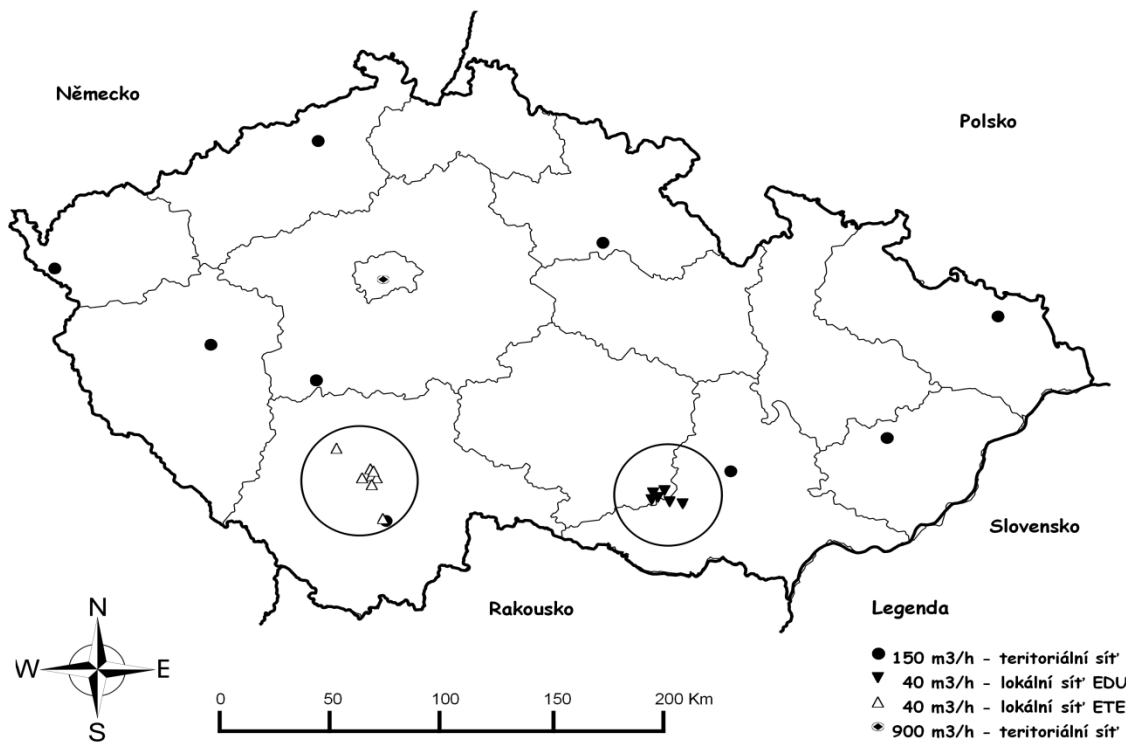 Německo
Polsko
Slovensko
Rakousko
N
W E
S
0 50 100 150 200 Km
Legenda
150 m3/h - teritoriální síť
40 m3/h - lokální síť EDU
40 m3/h - lokální síť ETE
900 m3/h - teritoriální síť